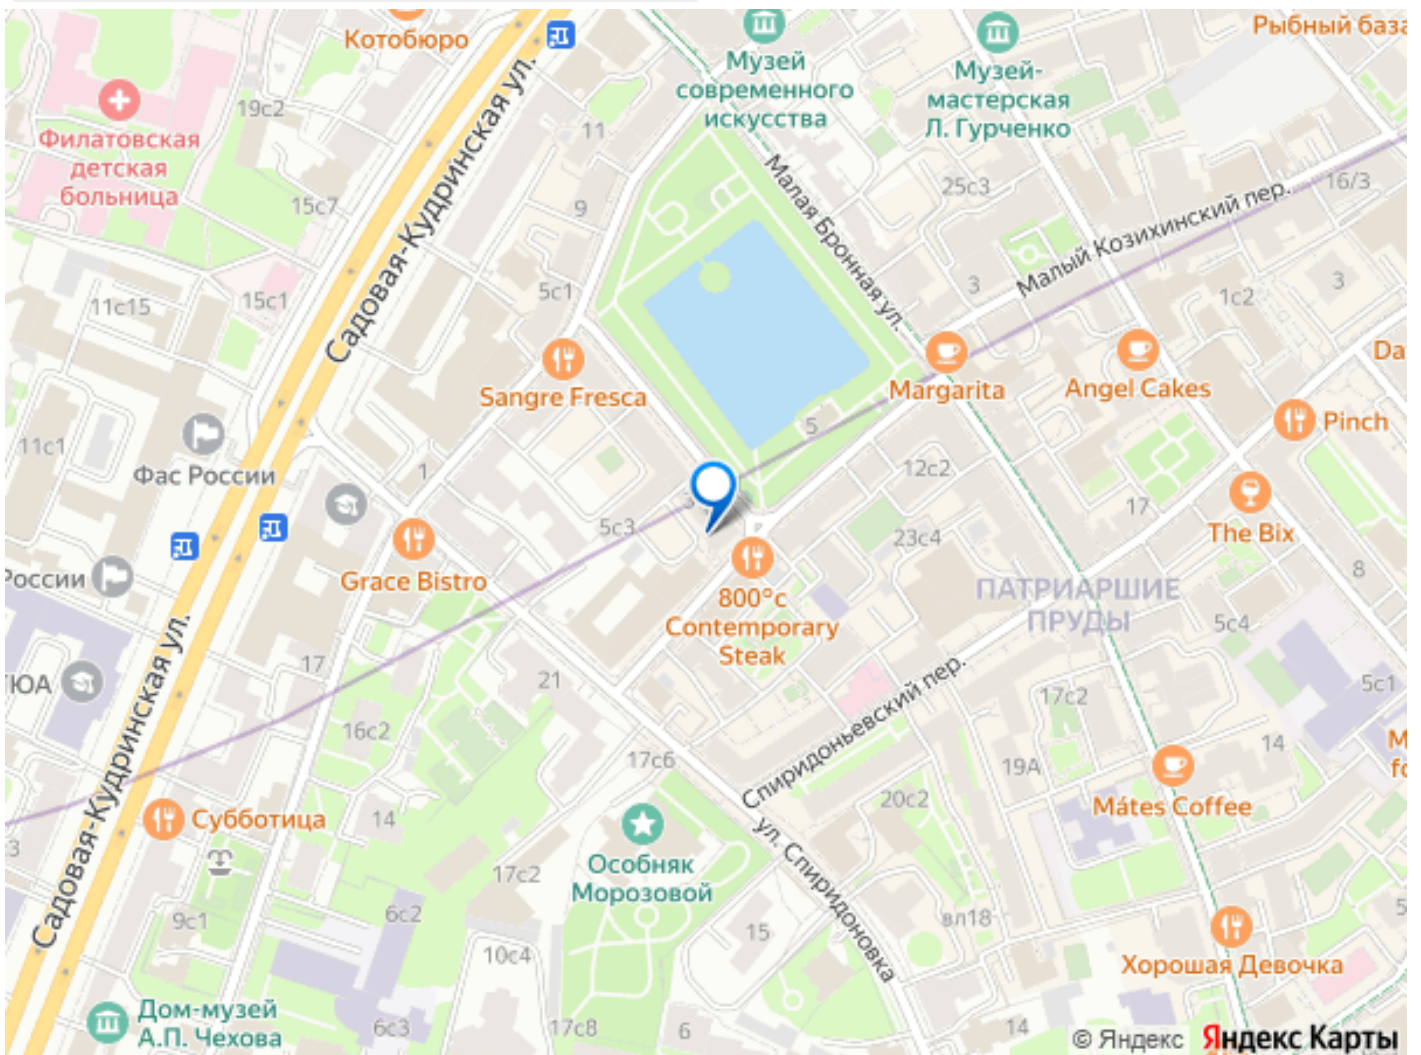 Котобюро
Музей
современного
искусства
Музей-
мастерская
Л. Гурченко
Рыбный база
Филатовская
детская
больница
19с2
11
Садовая-Кудринская ул.
15с7
9
25с3
16/3
Малая Бронная ул.
Малый Козихинский пер.
11с15
15с1
5с1
3
1с2
3
Sangre Fresca
Margarita
Angel Cakes
Da
Pinch
5
11с1
Фас России
1
12с2
17
The Bix
5с3
23с4
8
России
Grace Bistro
800°c
Contemporary
Steak
ПАТРИАРШИЕ
ПРУДЫ
5с4
ЮА
17
21
Спиридоньевский пер.
17с2
5с1
16с2
17с6
19А
14
M
fo
Садовая-Кудринская ул.
Субботица
14
20с2
Mátes Coffee
3
Особняк
Морозовой
ул. Спиридоновка
17с2
9с1
6с2
15
вл18
5
10с4
Хорошая Девочка
Дом-музей
А.П. Чехова
6с3
17с8
6
14
© Яндекс Яндекс Карты